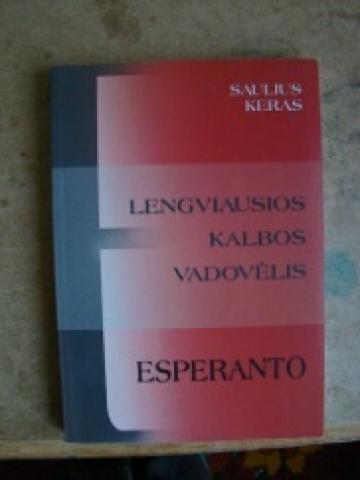 SAULIUS
KERAS
LENGVIAUSIOS
KALBOS
VADOVĖLIS
ESPERANTO